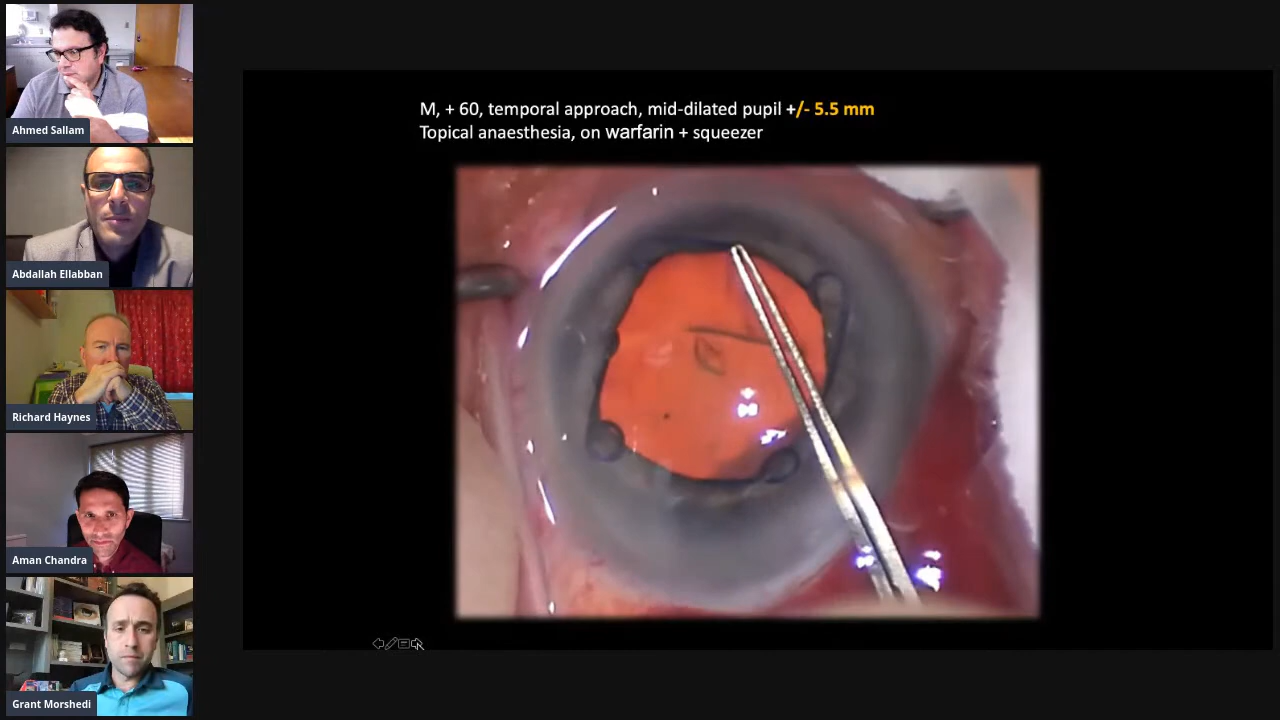 M, + 60, temporal approach, mid-dilated pupil +/- 5.5 mm
Topical anaesthesia, on warfarin + squeezer
Ahmed Sallam
Abdallah Ellabban
Richard Haynes
Aman Chandra
Grant Morshedi